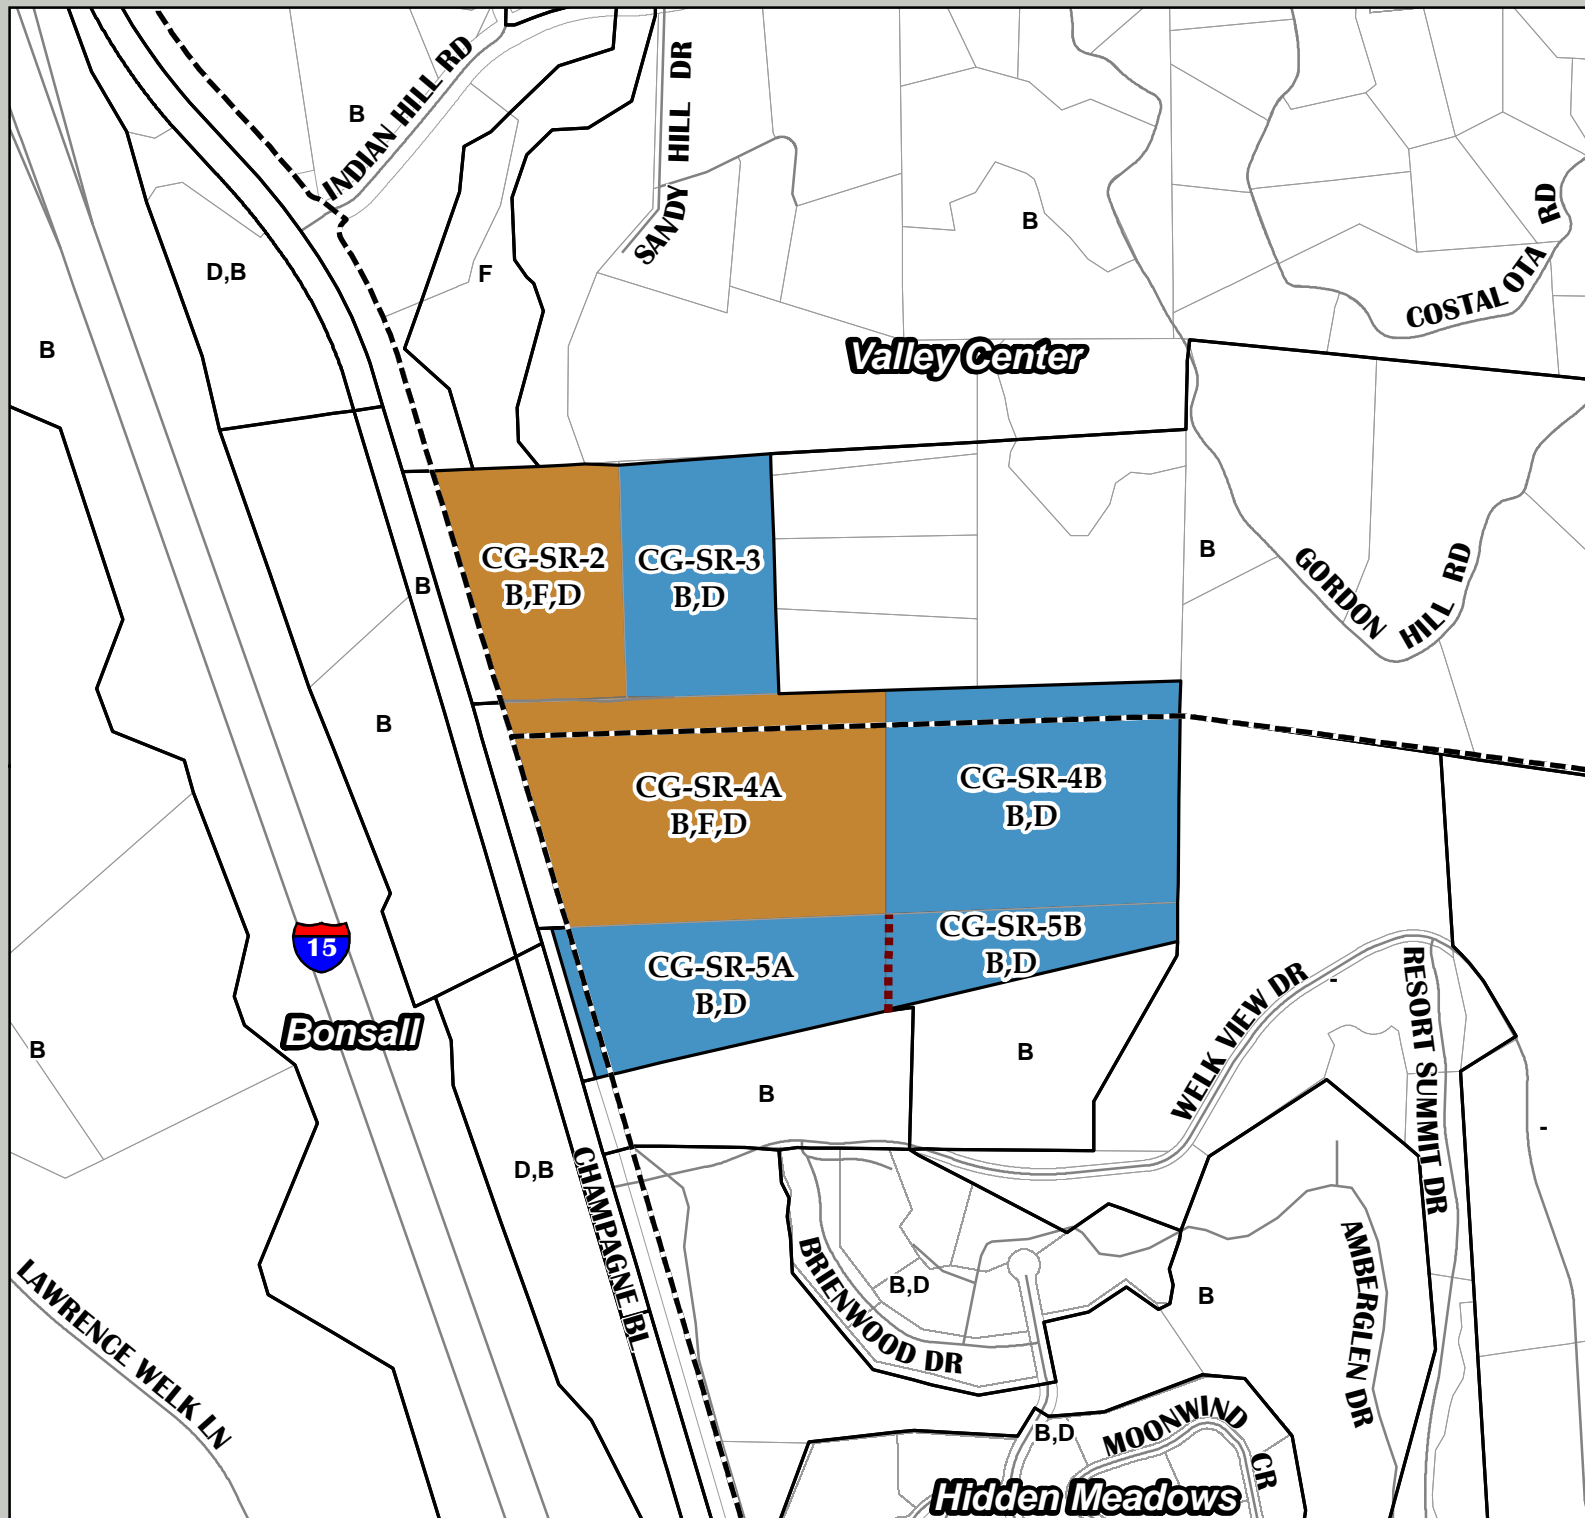 INDIAN HILL RD
SANDY HILL DR
B
COSTALOTA RD
B
D,B
F
B
Valley Center
CG-SR-2
B,F,D
CG-SR-3
B,D
B
B
GORDON HILL RD
B
CG-SR-4A
B,F,D
CG-SR-4B
B,D
15
CG-SR-5A
B,D
CG-SR-5B
B,D
WELK VIEW DR
-
RESORT SUMMIT DR
Bonsall
B
B
B
-
D,B
CHAMPAGNE BL
BRIENWOOD DR
B,D
B
AMBERGLEN DR
LAWRENCE WELK LN
B,D
MOONWIND CR
Hidden Meadows